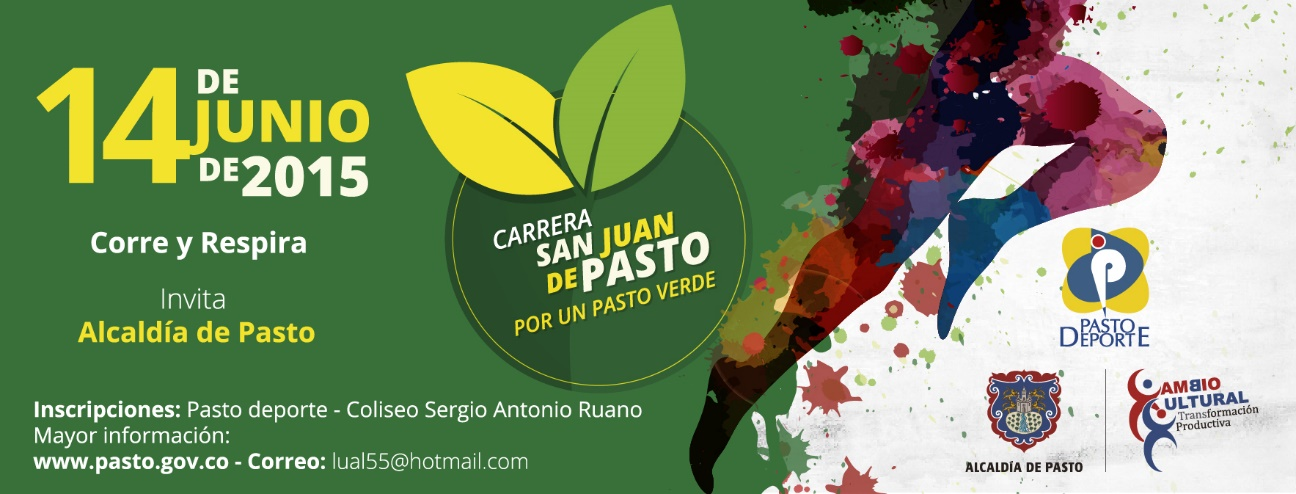 14 DE
JUNIO
DE 2015
Corre y Respira
Invita
Alcaldía de Pasto
CARRERA
SAN JUAN
DE PASTO
POR UN PASTO VERDE
Inscripciones: Pasto deporte - Coliseo Sergio Antonio Ruano
Mayor información:
www.pasto.gov.co - Correo: lual55@hotmail.com
PASTO
DEPORTE
ALCALDÍA DE PASTO
CAMBIO
CULTURAL
Transformación
Productiva